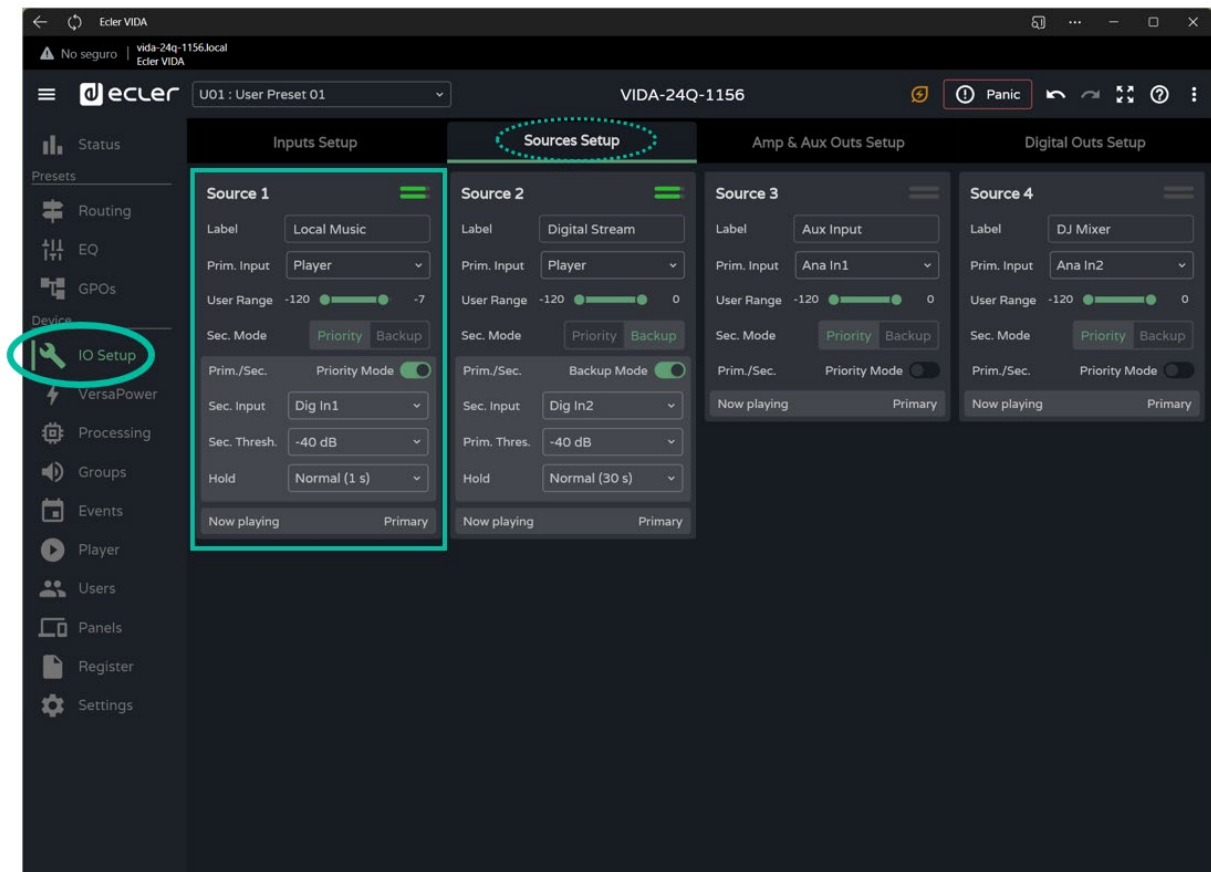 Ecler VIDA
No seguro
vida-24q-1156.local
Ecler VIDA
ecler
U01 : User Preset 01
VIDA-24Q-1156
Panic
Status
Presets
Routing
EQ
GPOs
Device
IO Setup
VersaPower
Processing
Groups
Events
Player
Users
Panels
Register
Settings
Inputs Setup
Sources Setup
Amp & Aux Outs Setup
Digital Outs Setup
Source 1
Label Local Music
Prim. Input Player
User Range -120 -7
Sec. Mode Priority Backup
Prim./Sec. Priority Mode
Sec. Input Dig In1
Sec. Thresh. -40 dB
Hold Normal (1 s)
Now playing Primary
Source 2
Label Digital Stream
Prim. Input Player
User Range -120 0
Sec. Mode Priority Backup
Prim./Sec. Backup Mode
Sec. Input Dig In2
Prim. Thres. -40 dB
Hold Normal (30 s)
Now playing Primary
Source 3
Label Aux Input
Prim. Input Ana In1
User Range -120 0
Sec. Mode Priority Backup
Prim./Sec. Priority Mode
Now playing Primary
Source 4
Label DJ Mixer
Prim. Input Ana In2
User Range -120 0
Sec. Mode Priority Backup
Prim./Sec. Priority Mode
Now playing Primary